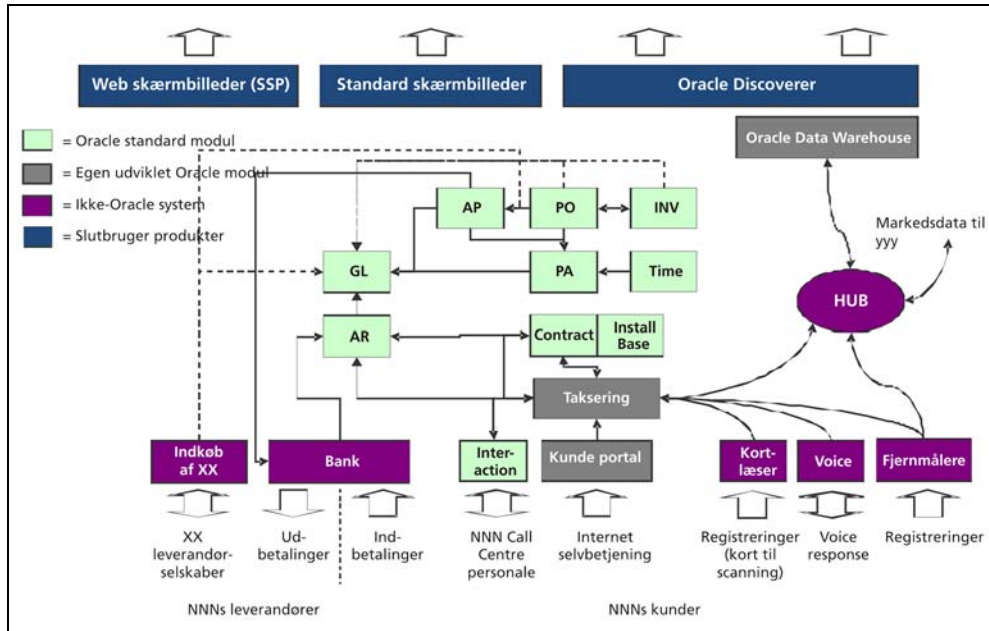 Web skærmbilleder (SSP)
Standard skærmbilleder
Oracle Discoverer
= Oracle standard modul
= Egen udviklet Oracle modul
= Ikke-Oracle system
= Slutbruger produkter
Oracle Data Warehouse
AP
PO
INV
Markedsdata til
yyy
GL
PA
Time
HUB
AR
Contract
Install
Base
Taksering
Indkøb
af XX
Bank
Inter-
action
Kunde portal
Kort-
læser
Voice
Fjernmålere
XX
leverandør-
selskaber
Ud-
betalinger
Ind-
betalinger
NNN Call
Centre
personale
Internet
selvbetjening
Registreringer
(kort til
scanning)
Voice
response
Registreringer
NNNs leverandører
NNNs kunder